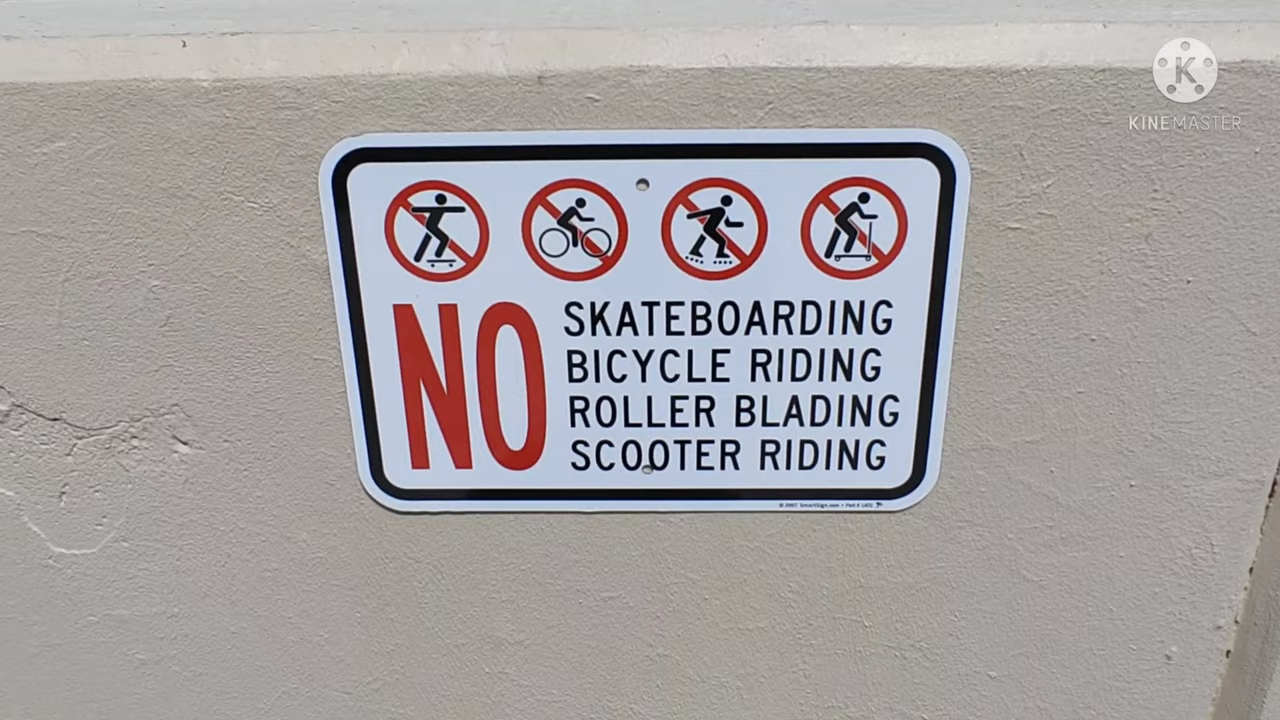 K
KINEMASTER
NO
SKATEBOARDING
BICYCLE RIDING
ROLLER BLADING
SCOOTER RIDING